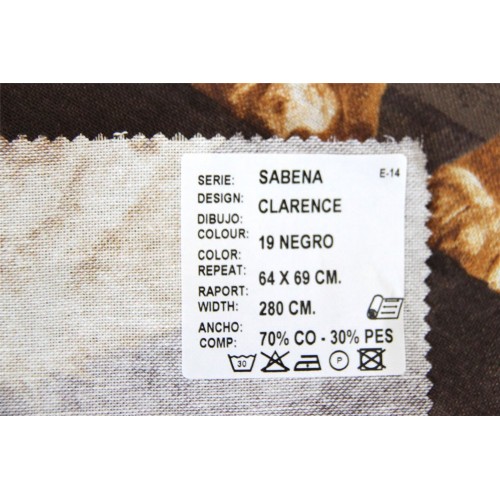 SERIE: SABENA E-14
DESIGN: CLARENCE
DIBUJO:
COLOUR: 19 NEGRO
COLOR:
REPEAT: 64 X 69 CM.
RAPORT:
WIDTH: 280 CM.
ANCHO:
COMP: 70% CO - 30% PES
30 P